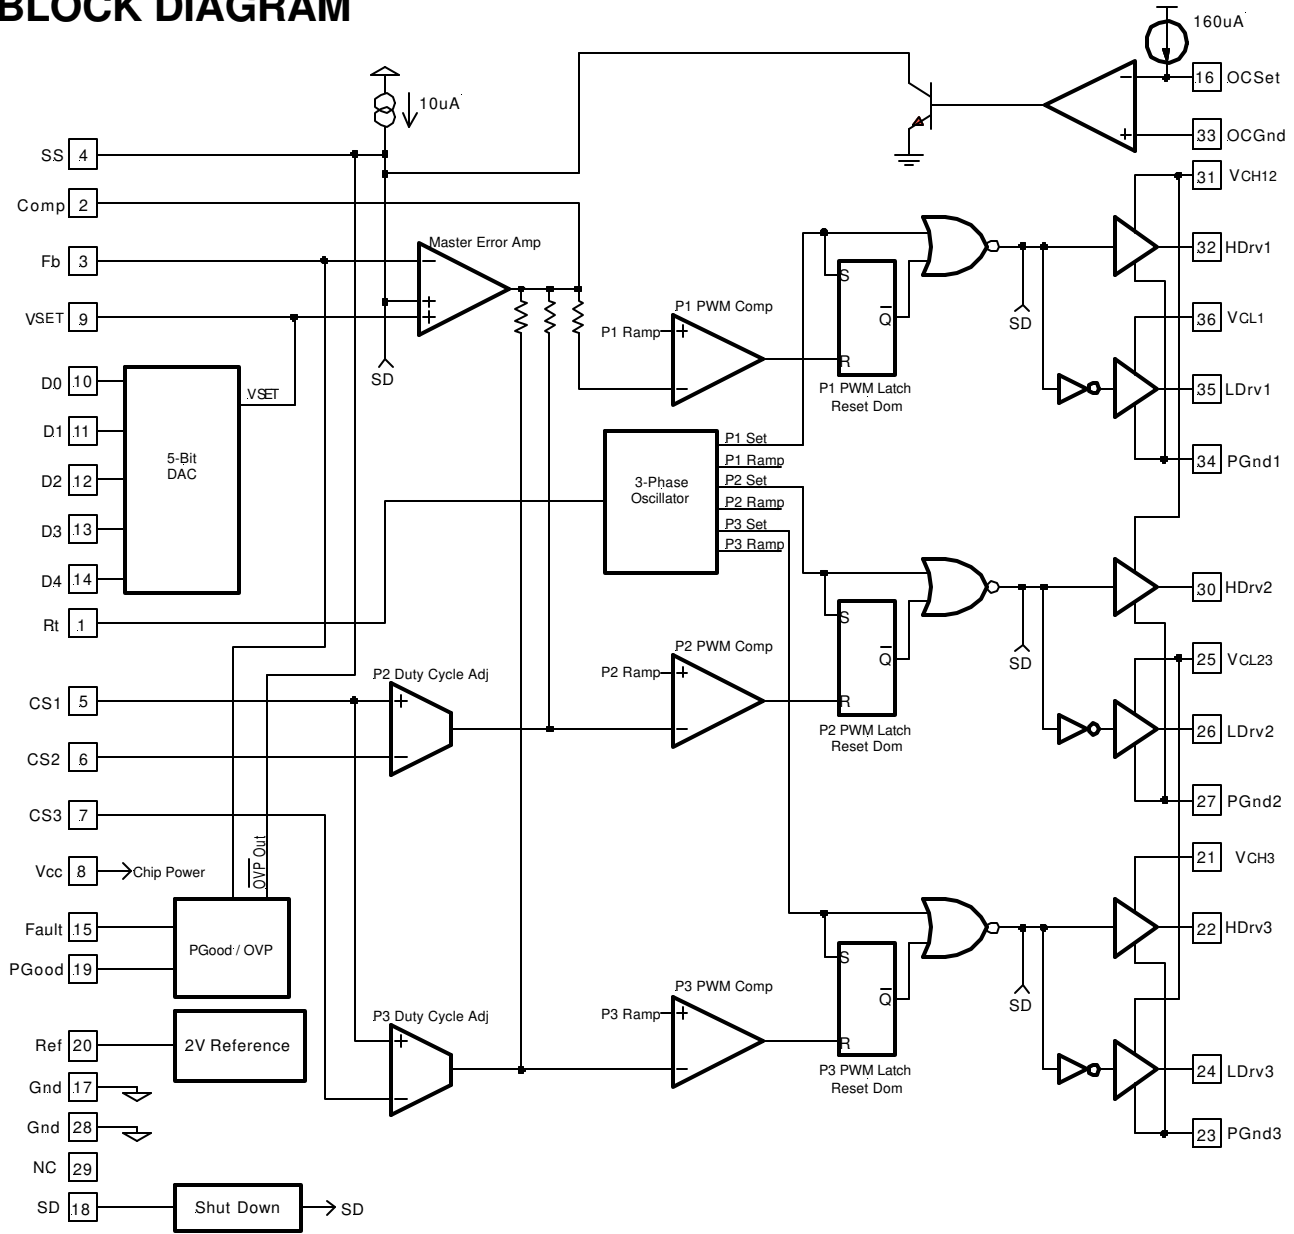 BLOCK DIAGRAM
160uA
10uA
16 OCSet
33 OCGnd
SS 4
31 VCH12
Comp 2
Master Error Amp
Fb 3
32 HDrv1
S
Q
P1 PWM Comp
P1 Ramp
VSET 9
SD
36 VCL1
SD
R
D0 10
VSET
P1 PWM Latch
Reset Dom
35 LDrv1
D1 11
5-Bit
DAC
D2 12
D3 13
D4 14
3-Phase
Oscillator
P1 Set
P1 Ramp
P2 Set
P2 Ramp
P3 Set
P3 Ramp
34 PGnd1
Rt 1
30 HDrv2
S
Q
R
P2 Duty Cycle Adj
P2 PWM Comp
P2 Ramp
SD
25 VCL23
CS1 5
CS2 6
P2 PWM Latch
Reset Dom
26 LDrv2
CS3 7
27 PGnd2
OVP Out
Vcc 8 Chip Power
21 VCH3
Fault 15
PGood / OVP
PGood 19
22 HDrv3
S
Q
R
P3 Duty Cycle Adj
P3 PWM Comp
P3 Ramp
SD
Ref 20 2V Reference
P3 PWM Latch
Reset Dom
24 LDrv3
Gnd 17
Gnd 28
23 PGnd3
NC 29
SD 18 Shut Down SD